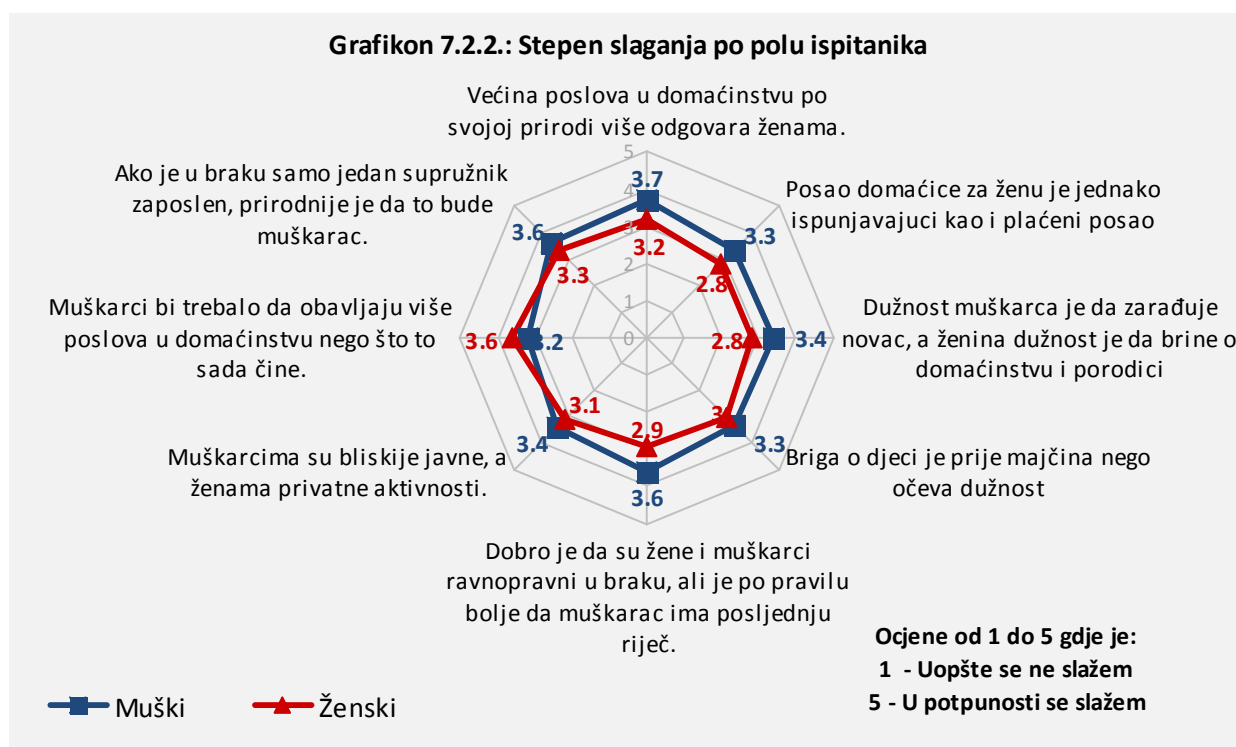 Grafikon 7.2.2.: Stepen slaganja po polu ispitanika
Većina poslova u domaćinstvu po
svojoj prirodi više odgovara ženama.
Posao domaćice za ženu je jednako
ispunjavajuci kao i plaćeni posao
Dužnost muškarca je da zarađuje
novac, a ženina dužnost je da brine o
domaćinstvu i porodici
Briga o djeci je prije majčina nego
očeva dužnost
Dobro je da su žene i muškarci
ravnopravni u braku, ali je po pravilu
bolje da muškarac ima posljednju
riječ.
Muškarcima su bliskije javne, a
ženama privatne aktivnosti.
Muškarci bi trebalo da obavljaju više
poslova u domaćinstvu nego što to
sada čine.
Ako je u braku samo jedan supružnik
zaposlen, prirodnije je da to bude
muškarac.
5
4
3
2
1
0
3.7
3.3
3.4
3.3
3.6
3.4
3.2
3.6
3.2
2.8
2.8
2.9
3.1
3.6
3.3
Muški
Ženski
Ocjene od 1 do 5 gdje je:
1 - Uopšte se ne slažem
5 - U potpunosti se slažem